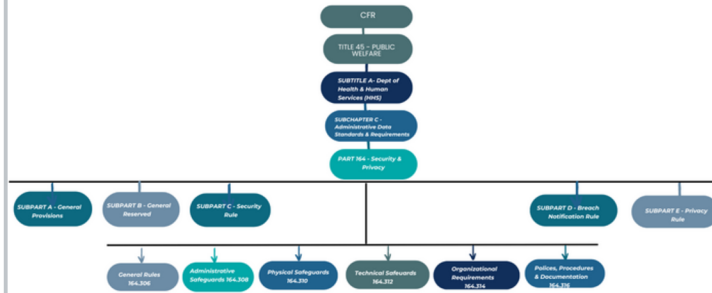 CFR
TITLE 45 – PUBLIC
WELFARE
SUBTITLE A- Dept of
Health & Human
Services (HHS)
SUBCHAPTER C -
Administrative Data
Standards & Requirements
PART 164 - Security &
Privacy
SUBPART A - General
Provisions
SUBPART B - General
Reserved
SUBPART C - Security
Rule
SUBPART D - Breach
Notification Rule
SUBPART E - Privacy
Rule
General Rules
164.306
Administrative
Safeguards 164.308
Physical Safeguards
164.310
Technical Safeuards
164.312
Organizational
Requirements
164.314
Polices, Procedures
& Documentation
164.316